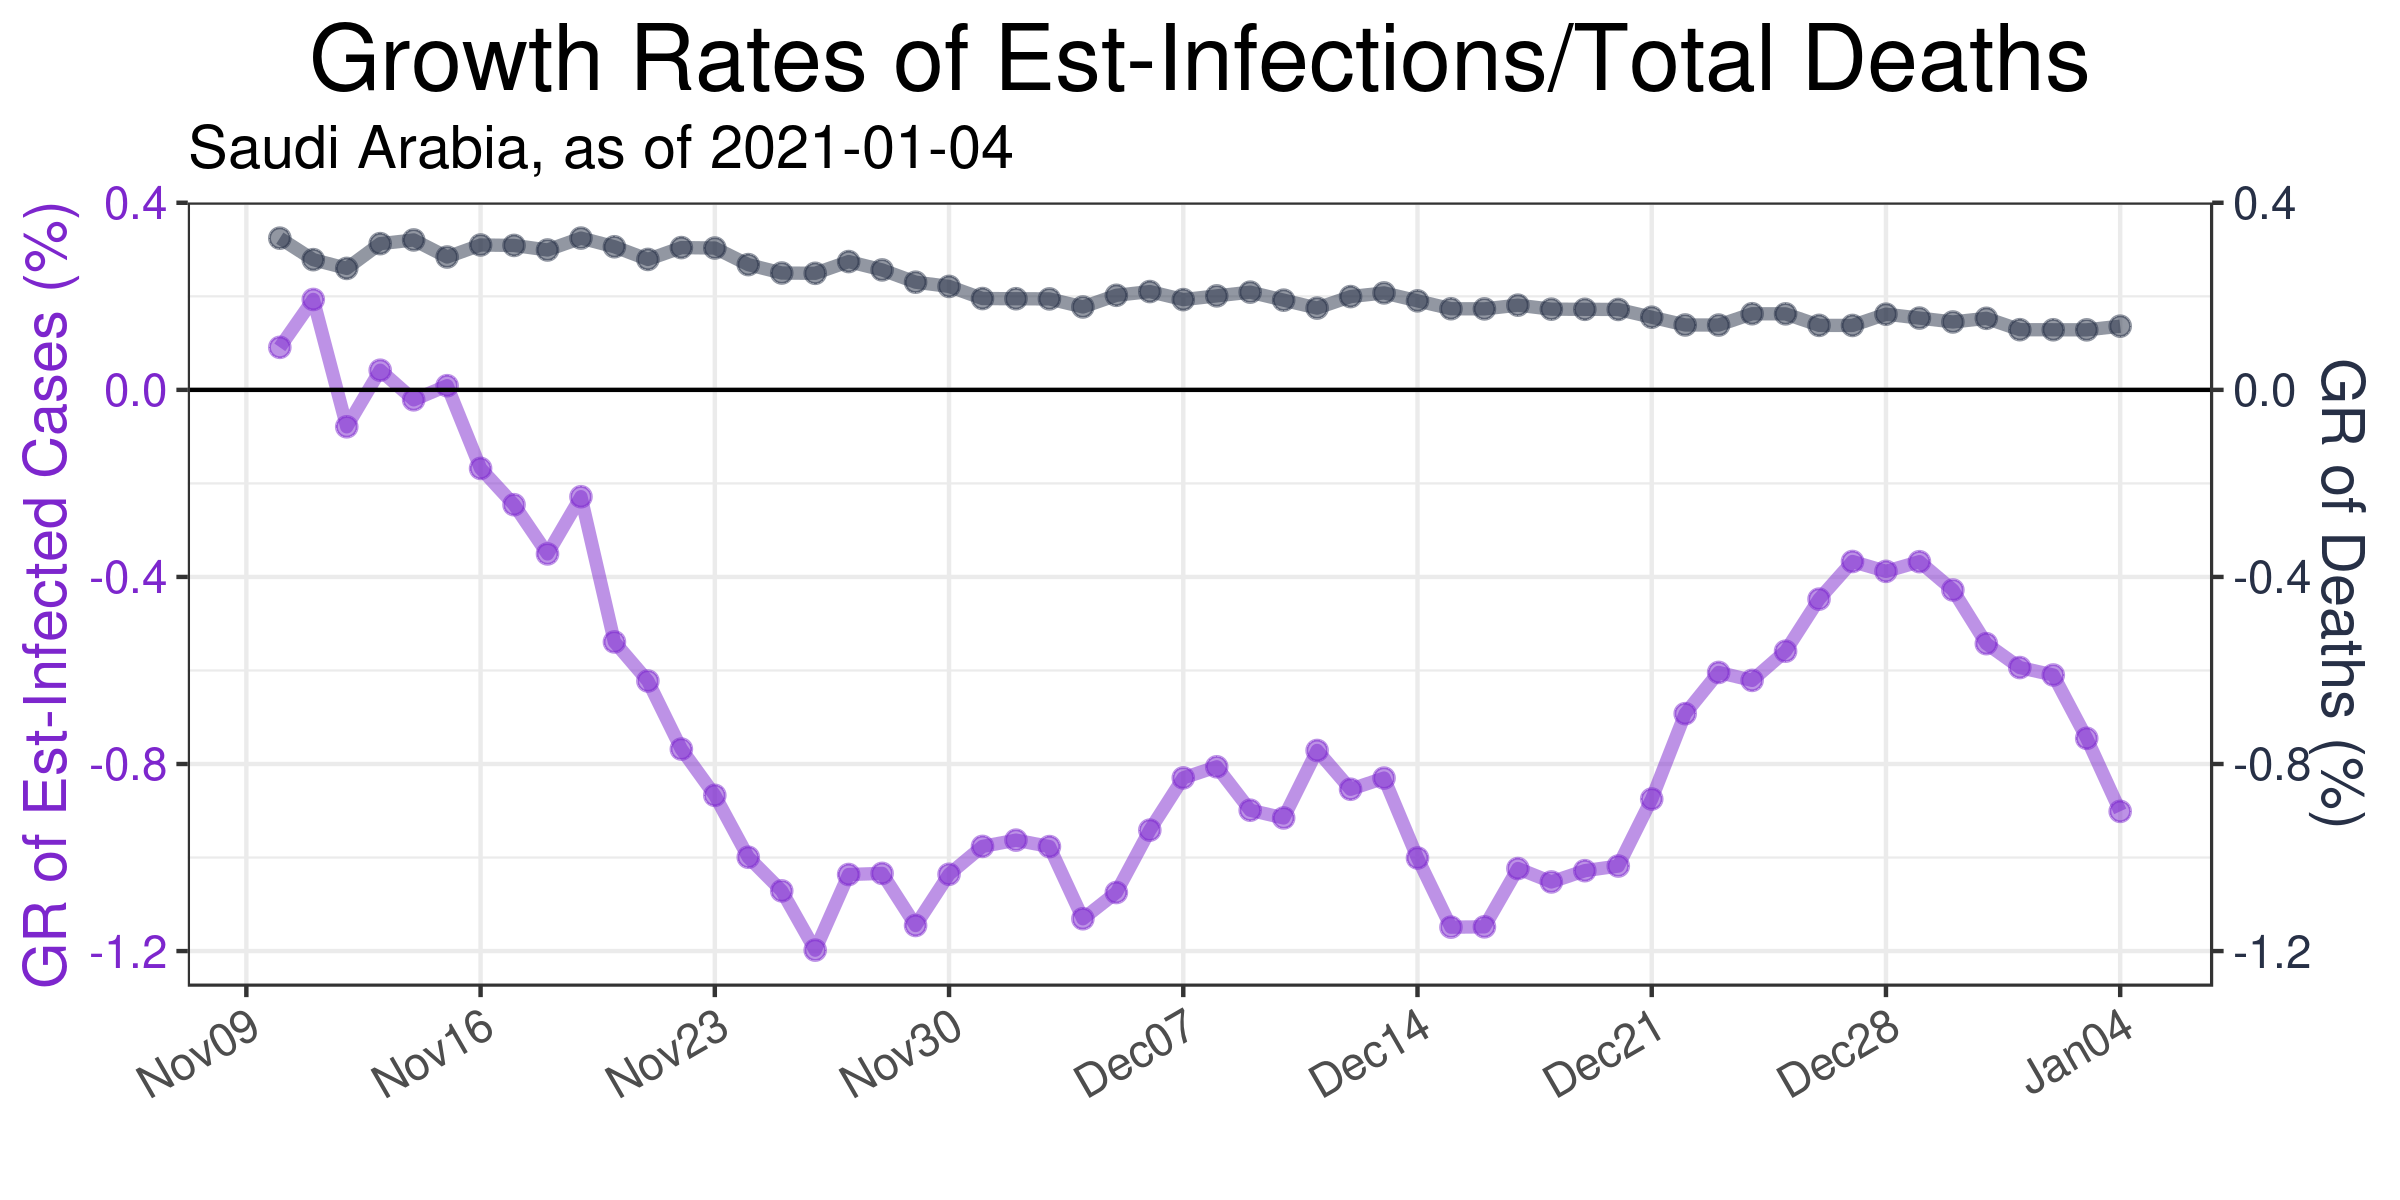 Growth Rates of Est-Infections/Total Deaths
Saudi Arabia, as of 2021-01-04
GR of Est-Infected Cases (%)
0.4
0.0
-0.4
-0.8
-1.2
0.4
0.0
-0.4
-0.8
-1.2
GR of Deaths (%)
Nov09
Nov16
Nov23
Nov30
Dec07
Dec14
Dec21
Dec28
Jan04